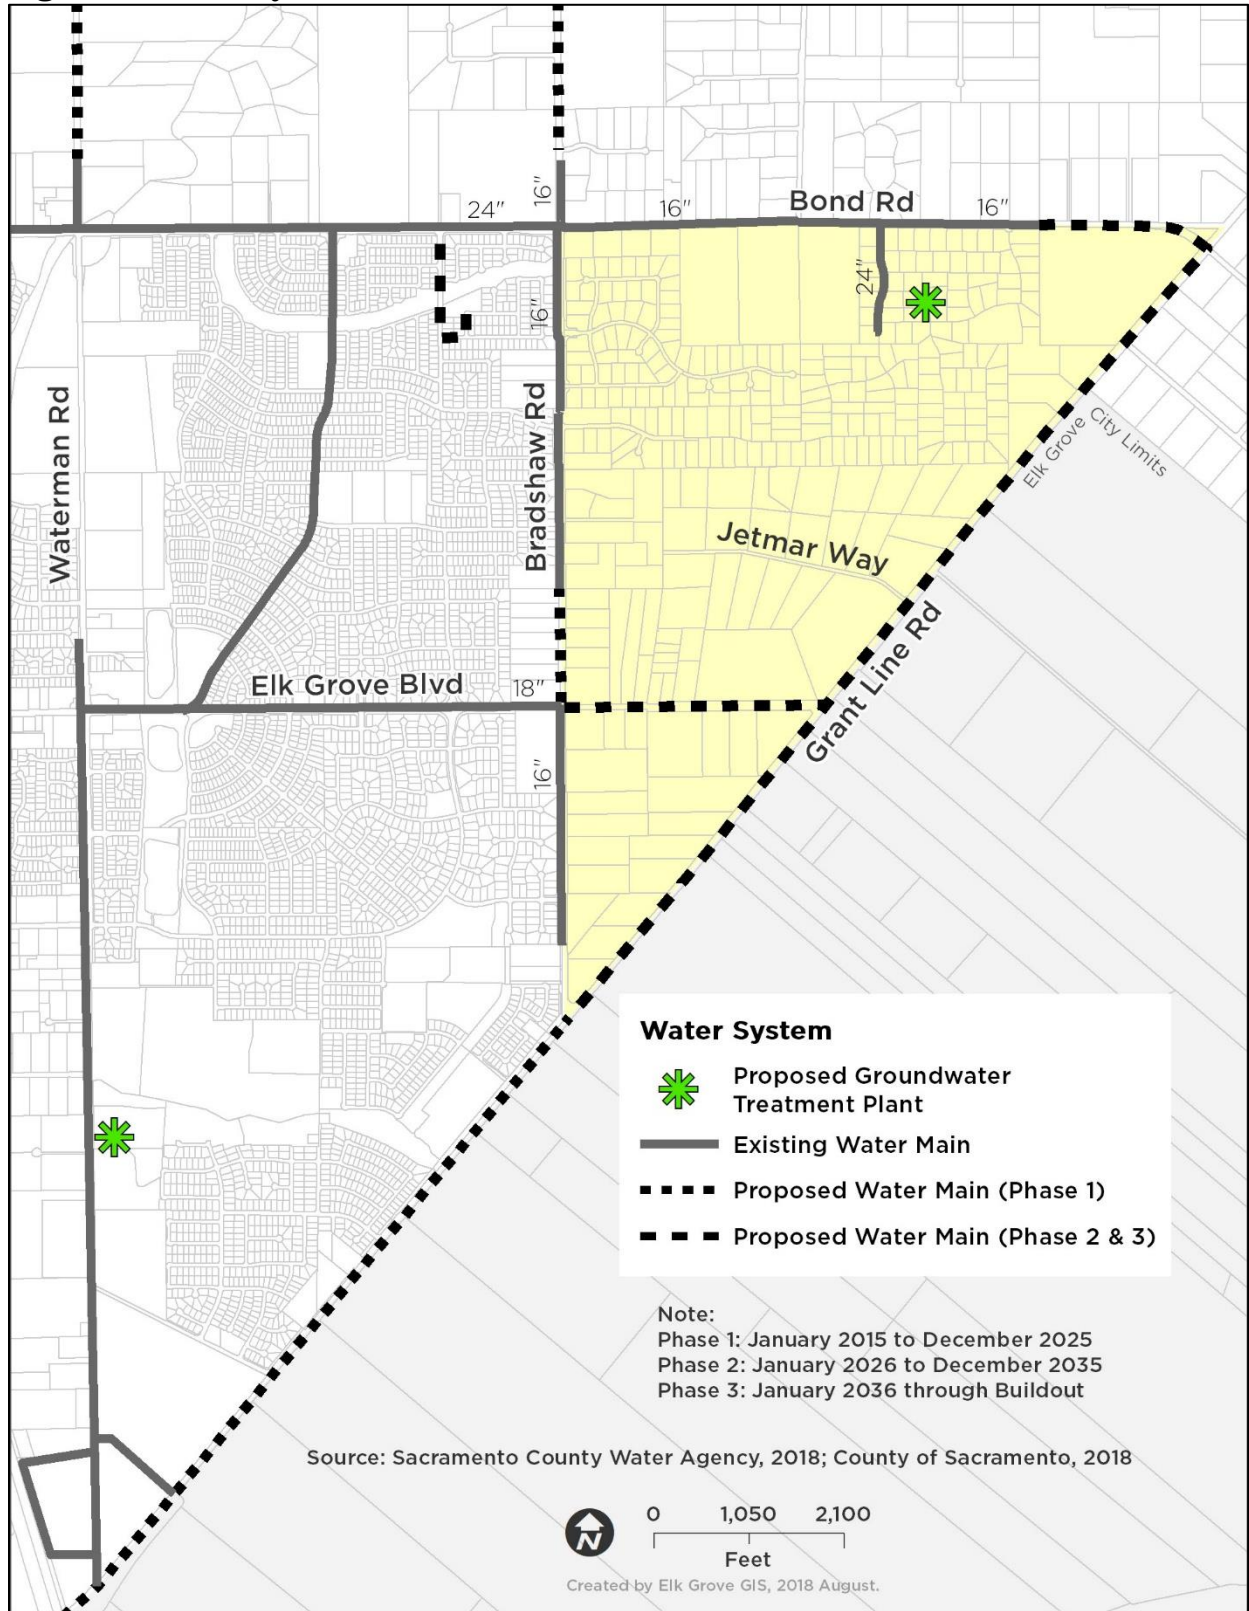 16"
24"
16"
Bond Rd
16"
24"
16"
Waterman Rd
Bradshaw Rd
Elk Grove
City Limits
Jetmar Way
Grant Line Rd
Elk Grove Blvd
18"
16"
Water System
Proposed Groundwater
Treatment Plant
Existing Water Main
Proposed Water Main (Phase 1)
Proposed Water Main (Phase 2 & 3)
Note:
Phase 1: January 2015 to December 2025
Phase 2: January 2026 to December 2035
Phase 3: January 2036 through Buildout
Source: Sacramento County Water Agency, 2018; County of Sacramento, 2018
N
0 1,050 2,100
Feet
Created by Elk Grove GIS, 2018 August.